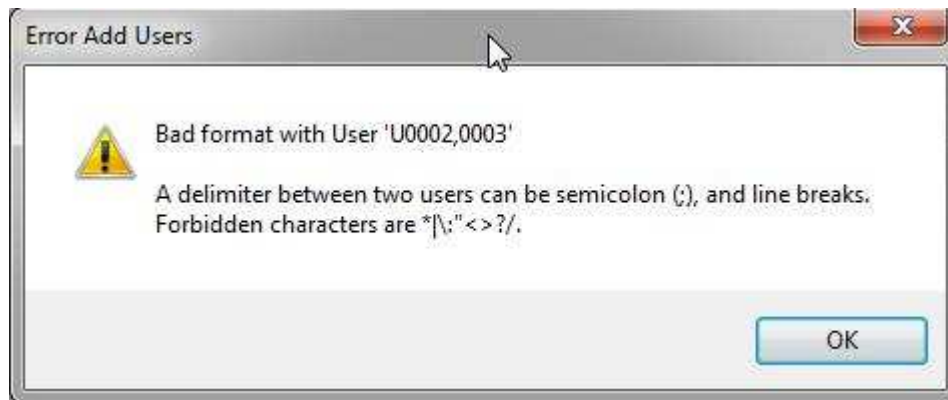 Error Add Users
Bad format with User 'U0002,0003'
A delimiter between two users can be semicolon (;), and line breaks.
Forbidden characters are *|\:"<>?/.
OK